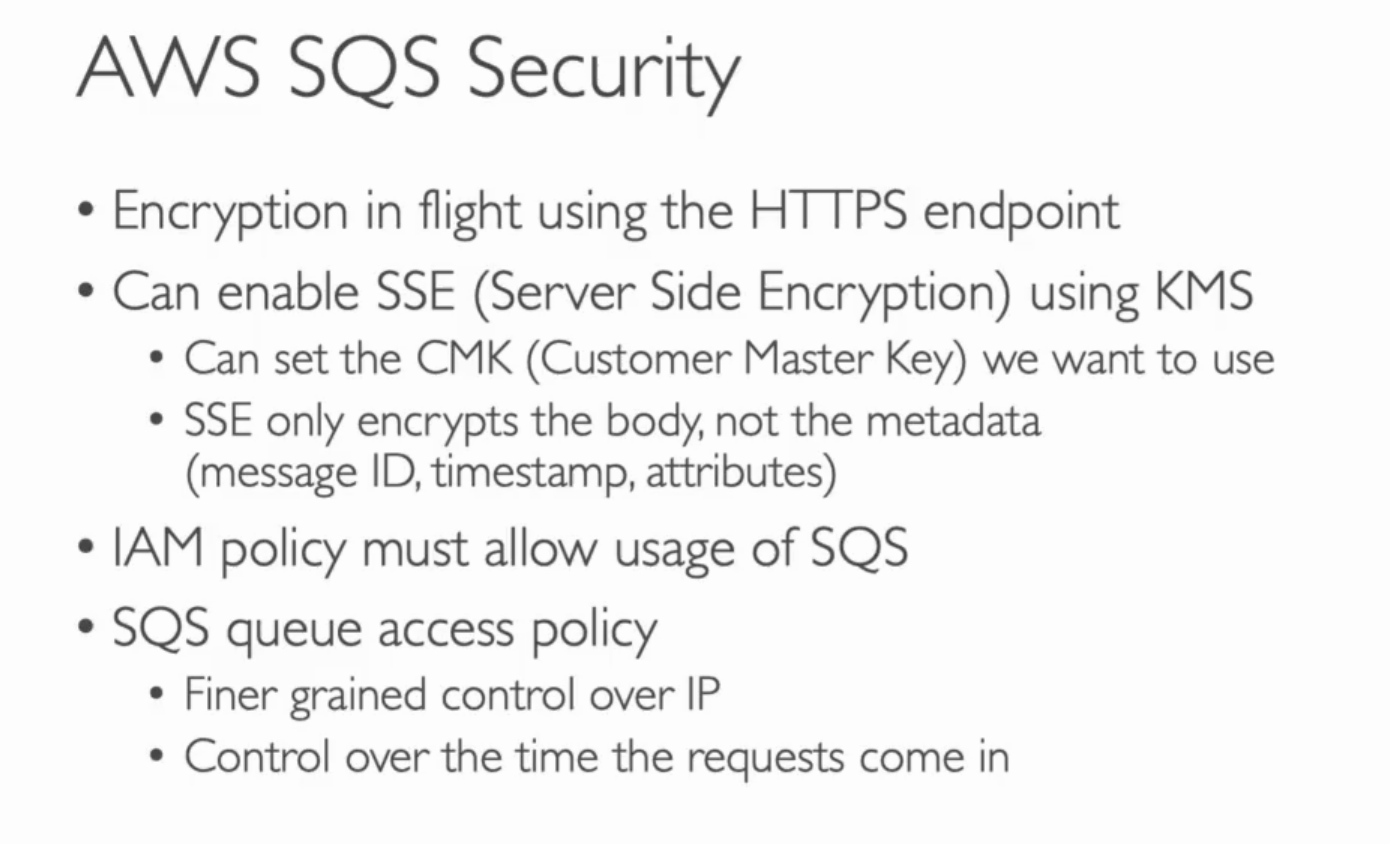 AWS SQS Security
• Encryption in flight using the HTTPS endpoint
• Can enable SSE (Server Side Encryption) using KMS
• Can set the CMK (Customer Master Key) we want to use
• SSE only encrypts the body, not the metadata
(message ID, timestamp, attributes)
• IAM policy must allow usage of SQS
• SQS queue access policy
• Finer grained control over IP
• Control over the time the requests come in